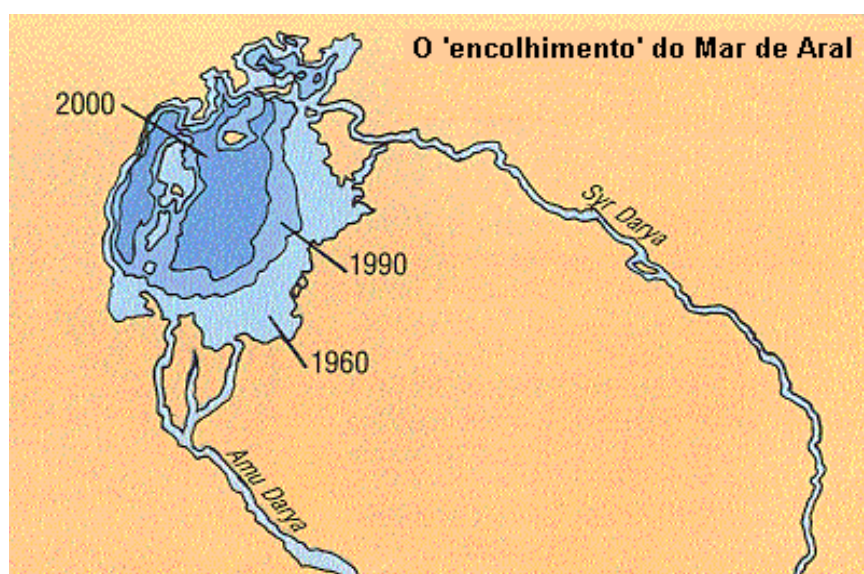 O 'encolhimento' do Mar de Aral
2000
Syr Darya
1990
1960
Amu Darya